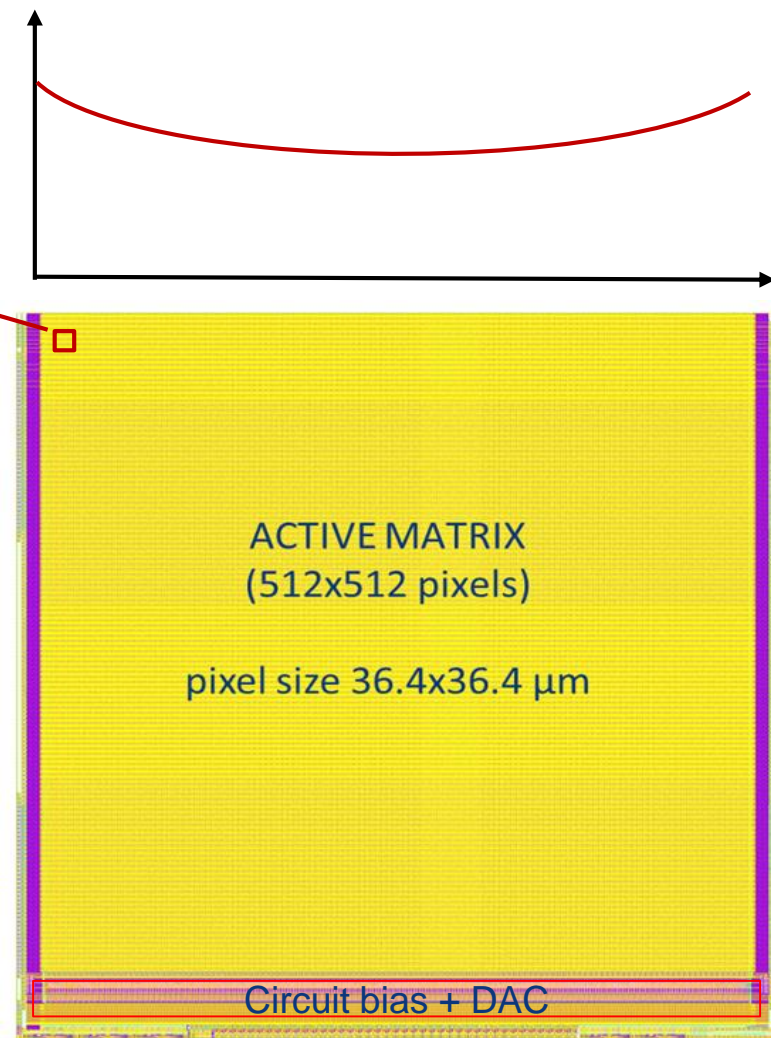 ACTIVE MATRIX
(512x512 pixels)
pixel size 36.4x36.4 µm
Circuit bias + DAC